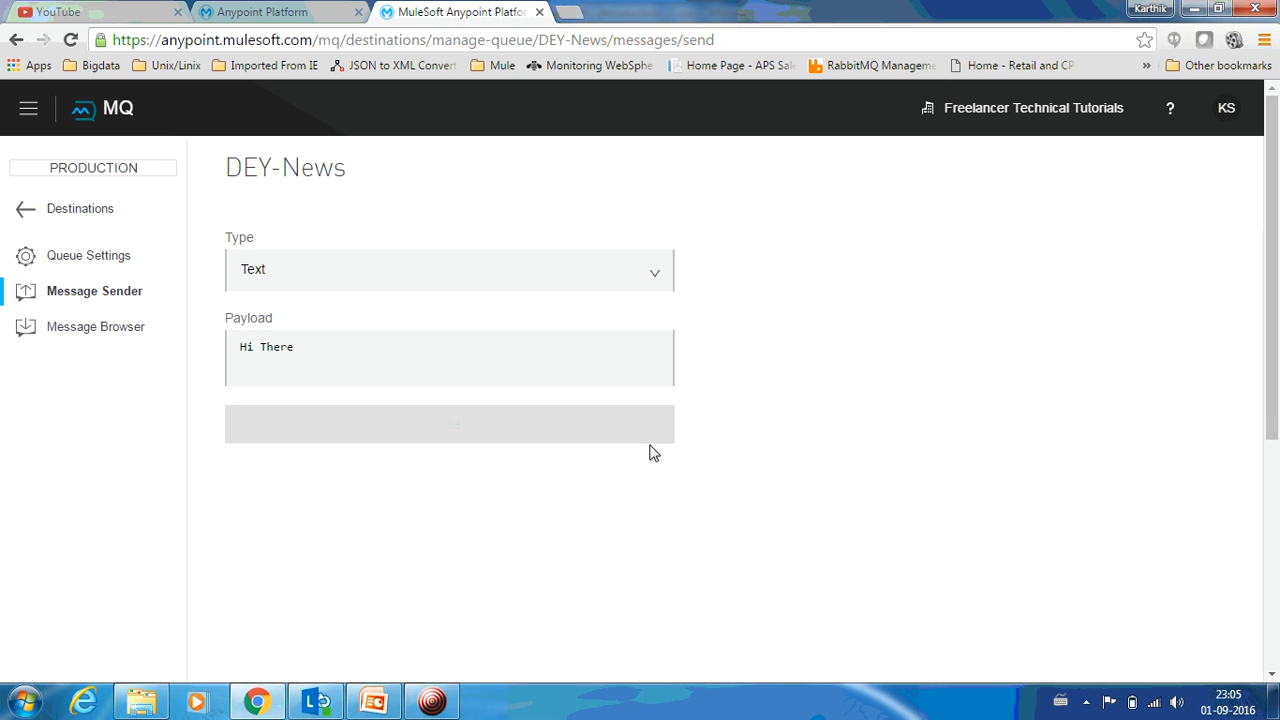 YouTube
Anypoint Platform
MuleSoft Anypoint Platfor
Karthik
https://anypoint.mulesoft.com/mq/destinations/manage-queue/DEY-News/messages/send
Apps
Bigdata
Unix/Linix
Imported From IE
JSON to XML Convert
Mule
Monitoring WebSphe
Home Page - APS Sale
RabbitMQ Manageme
Home - Retail and CP
»
Other bookmarks
MQ
Freelancer Technical Tutorials
?
KS
PRODUCTION
DEY-News
Destinations
Queue Settings
Message Sender
Message Browser
Type
Text
Payload
Hi There
23:05
01-09-2016